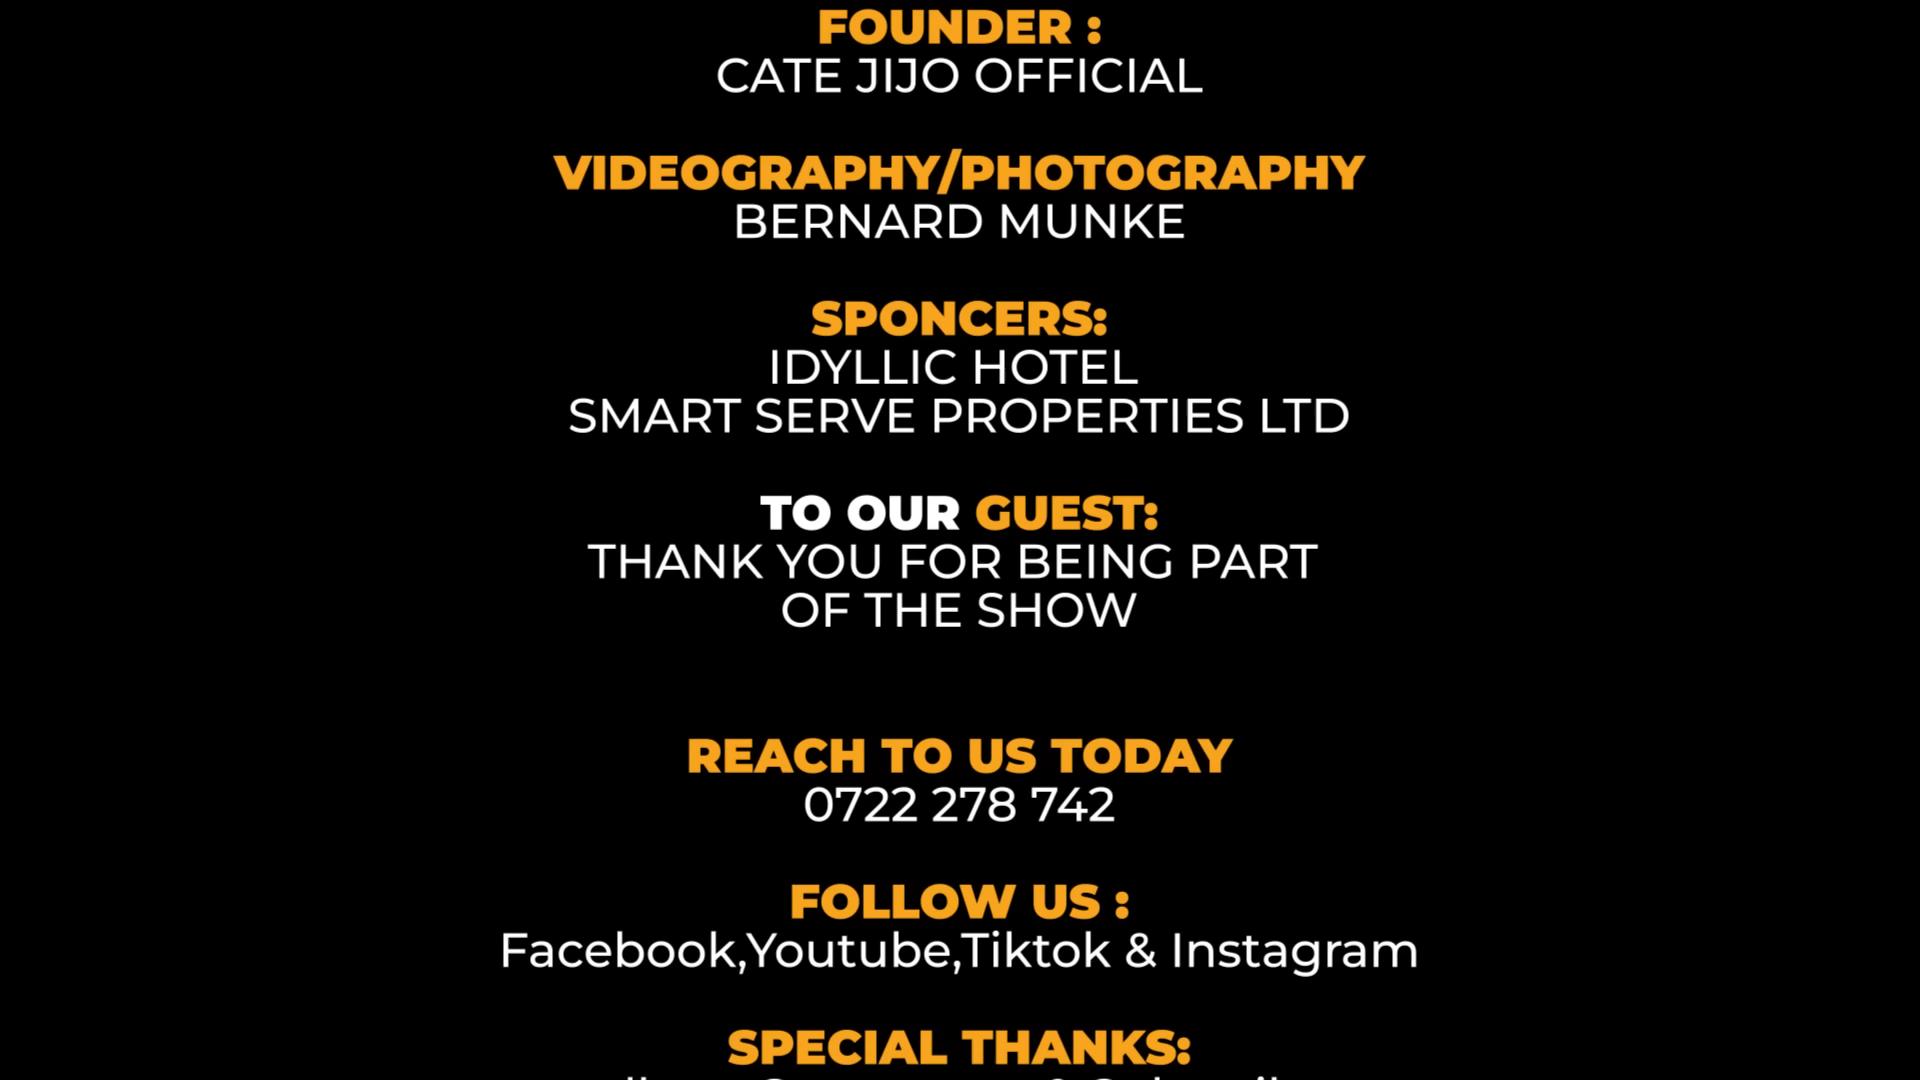 FOUNDER :
CATE JIJO OFFICIAL
VIDEOGRAPHY/PHOTOGRAPHY
BERNARD MUNKE
SPONCERS:
IDYLLIC HOTEL
SMART SERVE PROPERTIES LTD
TO OUR GUEST:
THANK YOU FOR BEING PART
OF THE SHOW
REACH TO US TODAY
0722 278 742
FOLLOW US :
Facebook,Youtube,Tiktok & Instagram
SPECIAL THANKS: